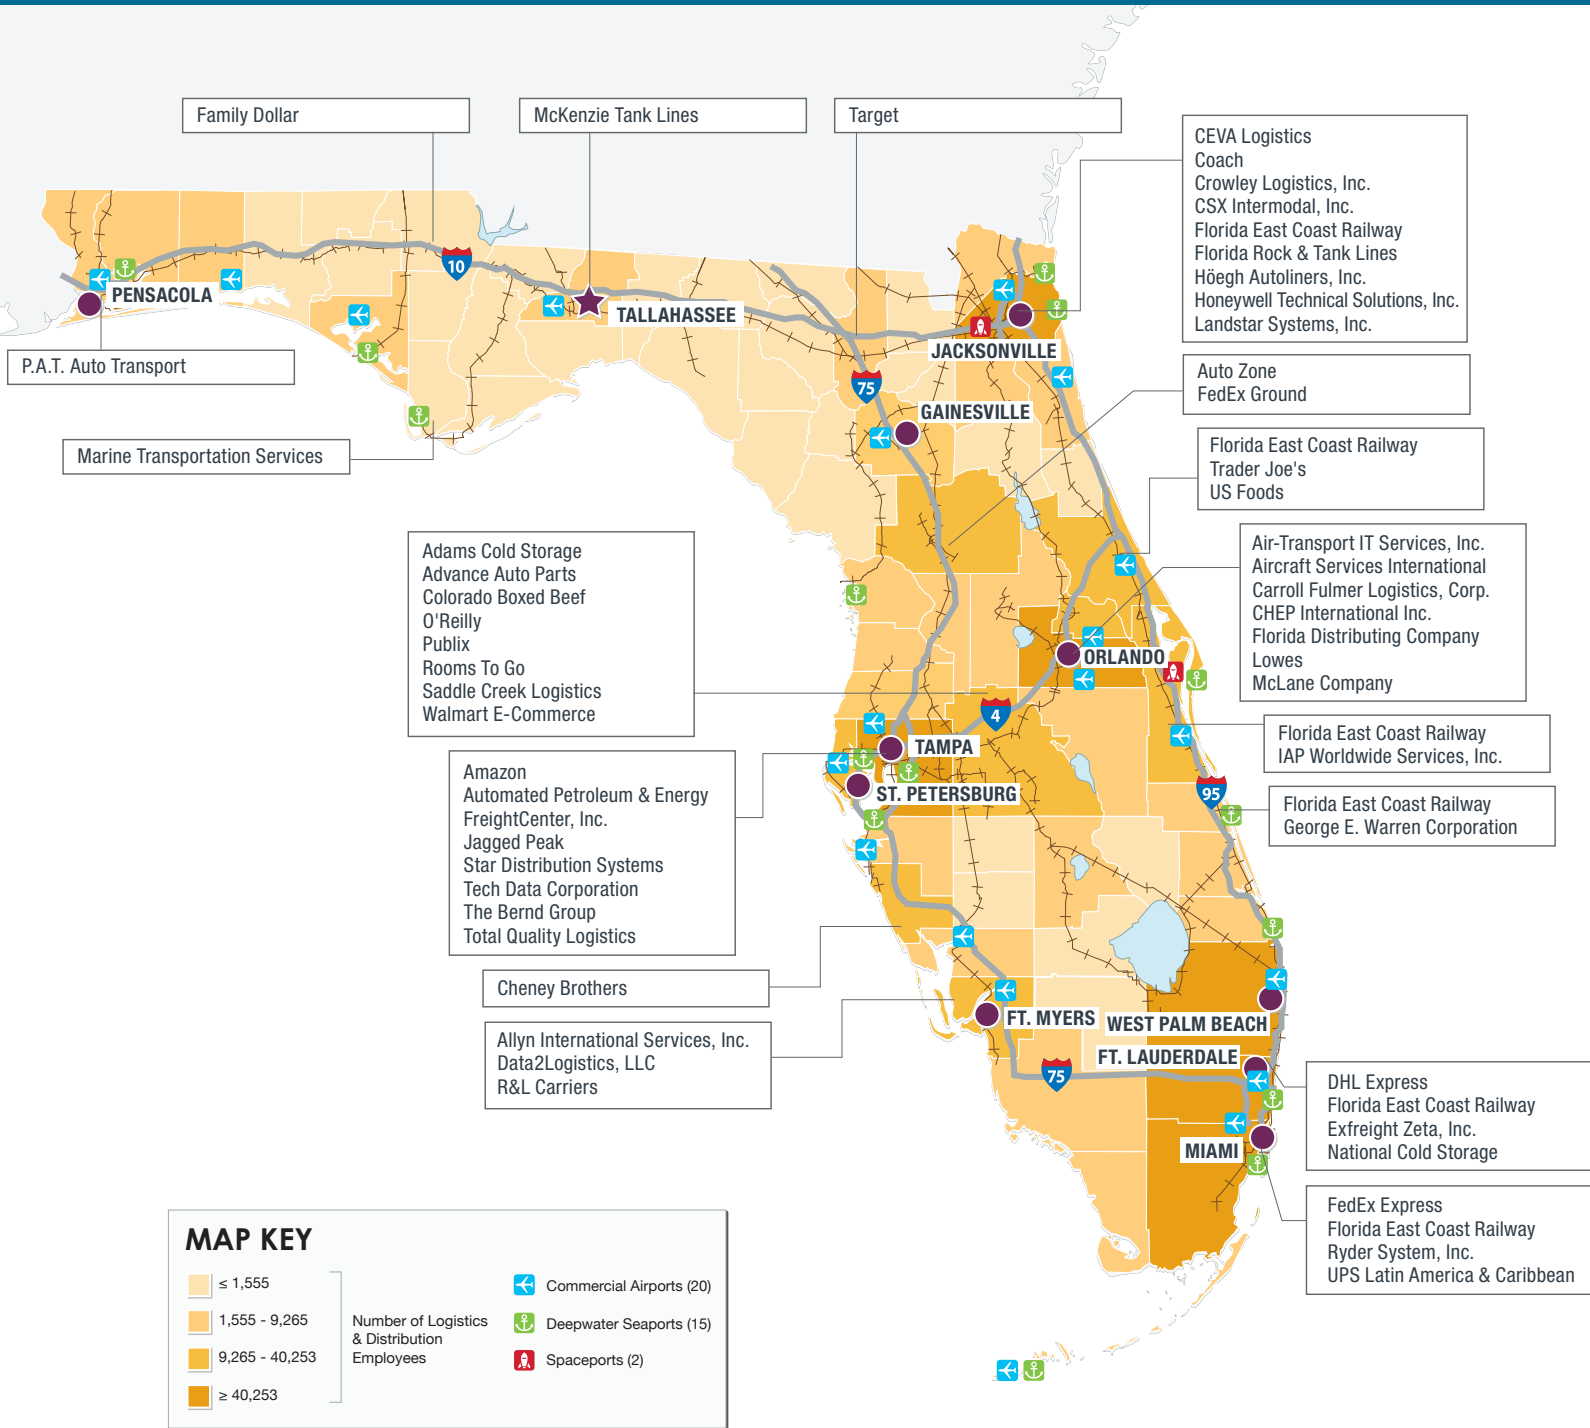 Family Dollar
McKenzie Tank Lines
Target
CEVA Logistics
Coach
Crowley Logistics, Inc.
CSX Intermodal, Inc.
Florida East Coast Railway
Florida Rock & Tank Lines
Höegh Autoliners, Inc.
Honeywell Technical Solutions, Inc.
Landstar Systems, Inc.
10
PENSACOLA
TALLAHASSEE
JACKSONVILLE
P.A.T. Auto Transport
75
Auto Zone
FedEx Ground
GAINESVILLE
Marine Transportation Services
Florida East Coast Railway
Trader Joe's
US Foods
Adams Cold Storage
Advance Auto Parts
Colorado Boxed Beef
O'Reilly
Publix
Rooms To Go
Saddle Creek Logistics
Walmart E-Commerce
Air-Transport IT Services, Inc.
Aircraft Services International
Carroll Fulmer Logistics, Corp.
CHEP International Inc.
Florida Distributing Company
Lowes
McLane Company
ORLANDO
4
Florida East Coast Railway
IAP Worldwide Services, Inc.
TAMPA
ST. PETERSBURG
95
Amazon
Automated Petroleum & Energy
FreightCenter, Inc.
Jagged Peak
Star Distribution Systems
Tech Data Corporation
The Bernd Group
Total Quality Logistics
Florida East Coast Railway
George E. Warren Corporation
Cheney Brothers
FT. MYERS
WEST PALM BEACH
Allyn International Services, Inc.
Data2Logistics, LLC
R&L Carriers
FT. LAUDERDALE
75
DHL Express
Florida East Coast Railway
Exfreight Zeta, Inc.
National Cold Storage
MIAMI
FedEx Express
Florida East Coast Railway
Ryder System, Inc.
UPS Latin America & Caribbean
MAP KEY
≤ 1,555
1,555 - 9,265
9,265 - 40,253
≥ 40,253
Number of Logistics
& Distribution
Employees
Commercial Airports (20)
Deepwater Seaports (15)
Spaceports (2)